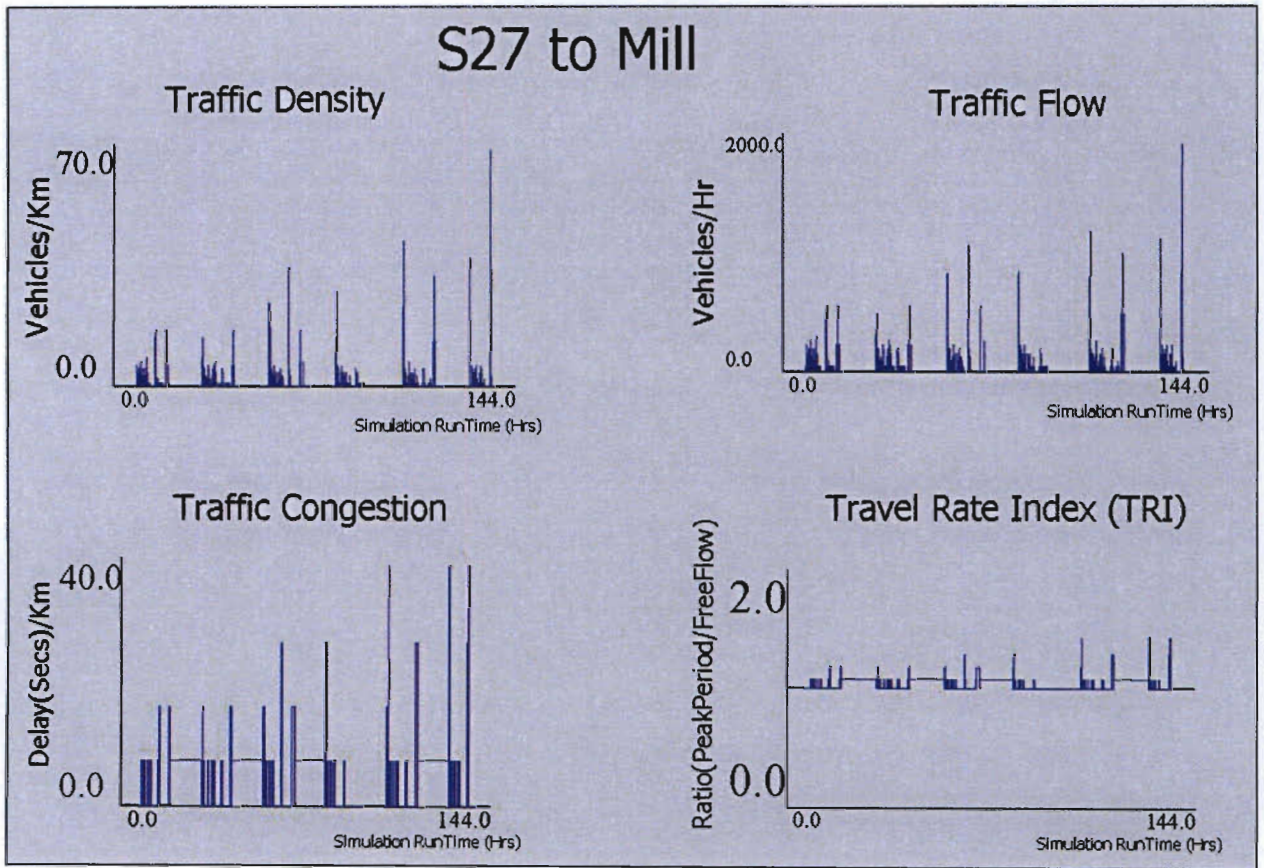 S27 to Mill
Traffic Density
70.0
Vehicles/Km
0.0
0.0 144.0
Simulation RunTime (Hrs)
Traffic Flow
2000.0
Vehicles/Hr
0.0
0.0 144.0
Simulation RunTime (Hrs)
Traffic Congestion
40.0
Delay(Secs)/Km
0.0
0.0 144.0
Simulation RunTime (Hrs)
Travel Rate Index (TRI)
2.0
Ratio(PeakPeriod/FreeFlow)
0.0
0.0 144.0
Simulation RunTime (Hrs)